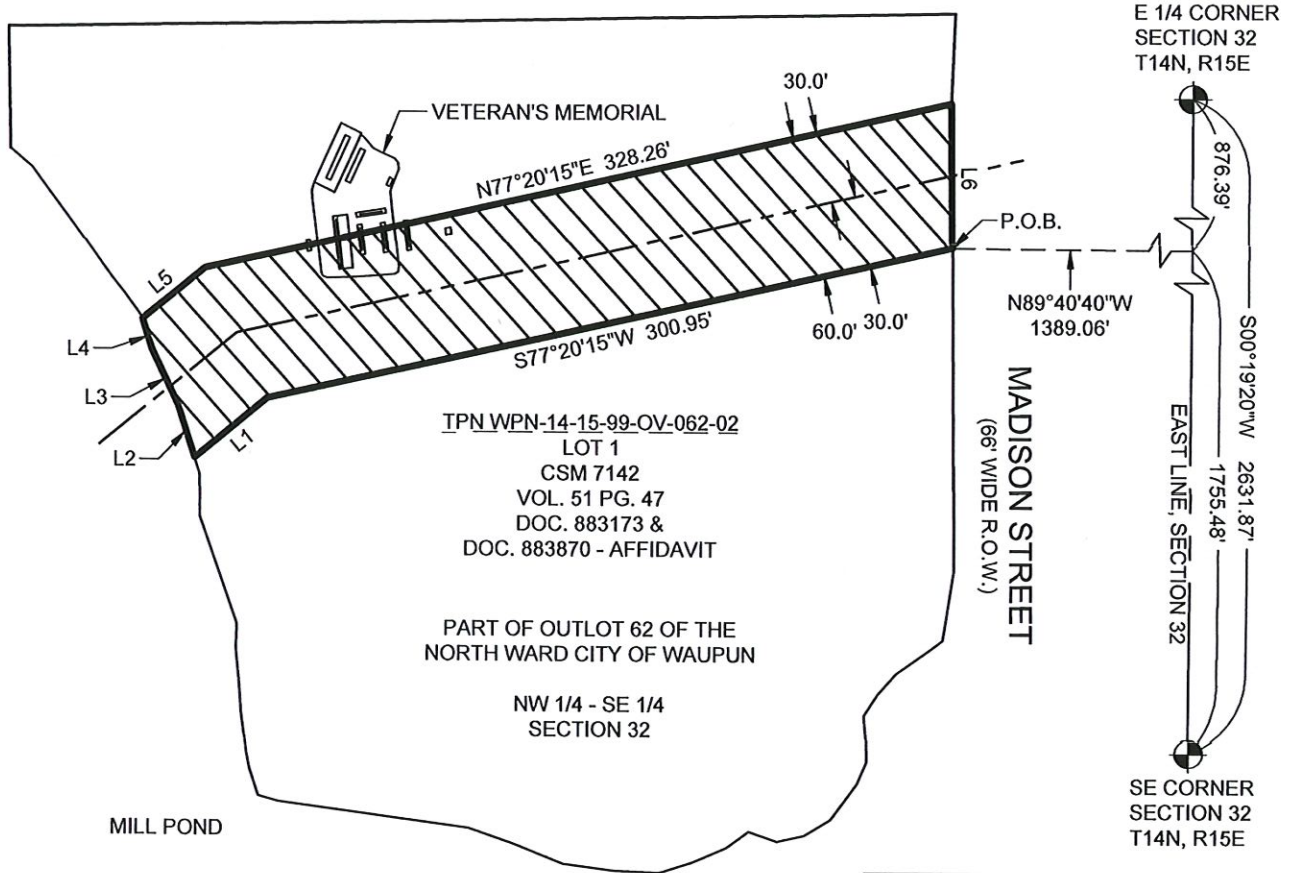 E 1/4 CORNER
SECTION 32
T14N, R15E
30.0'
VETERAN'S MEMORIAL
N77°20'15"E 328.26'
876.39'
L6
P.O.B.
L5
N89°40'40"W
1389.06'
L4
60.0'
30.0'
S77°20'15"W 300.95'
L3
L2
L1
S00°19'20"W 2631.87'
1755.48'
EAST LINE, SECTION 32
MADISON STREET
(66' WIDE R.O.W.)
TPN WPN-14-15-99-OV-062-02
LOT 1
CSM 7142
VOL. 51 PG. 47
DOC. 883173 &
DOC. 883870 - AFFIDAVIT
PART OF OUTLOT 62 OF THE
NORTH WARD CITY OF WAUPUN
NW 1/4 - SE 1/4
SECTION 32
MILL POND
SE CORNER
SECTION 32
T14N, R15E